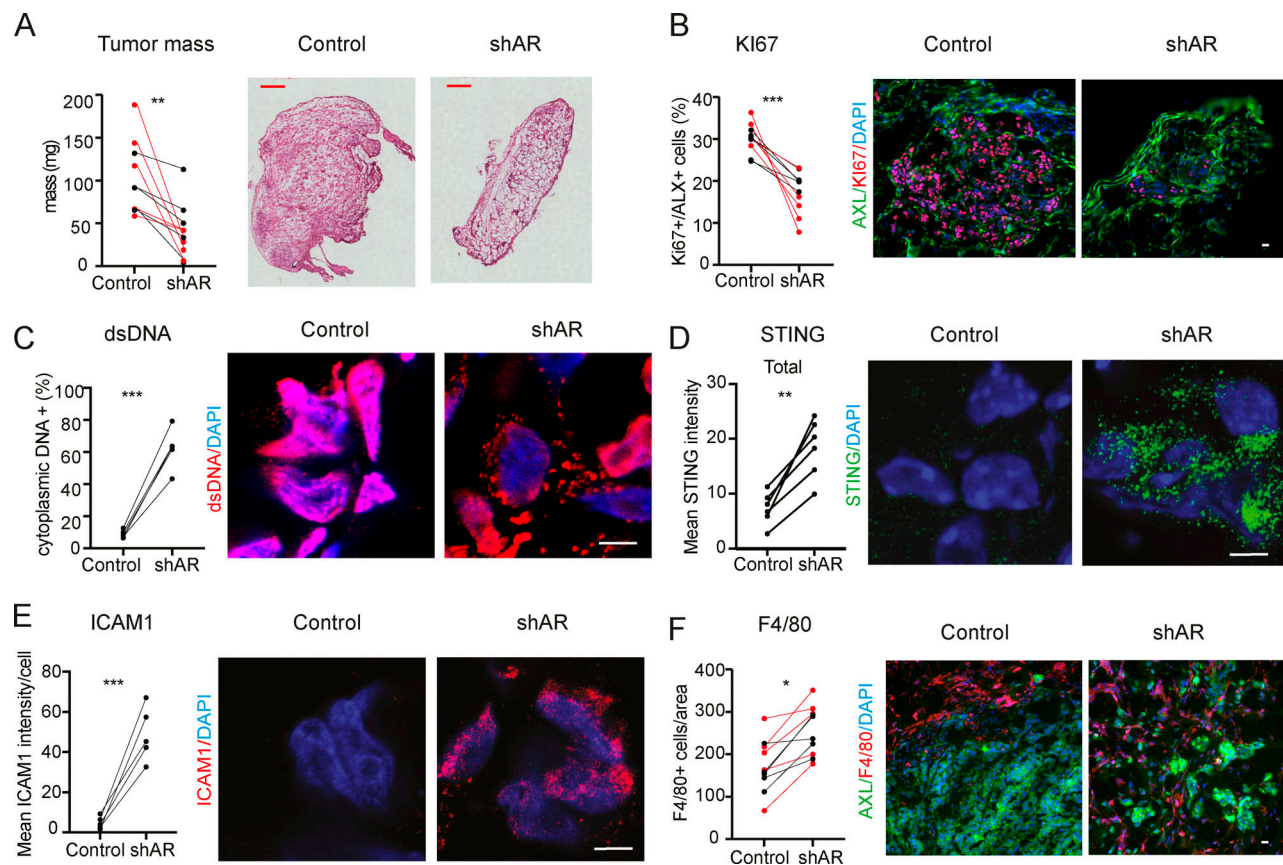 A
Tumor mass
Control
shAR
**
mass (mg)
200
150
100
50
0
Control shAR
B
KI67
Control
shAR
***
Ki67+/ALX+ cells (%)
40
30
20
10
0
Control shAR
AXL/KI67/DAPI
C
dsDNA
Control
shAR
***
cytoplasmic DNA + (%)
100
80
60
40
20
0
Control shAR
dsDNA/DAPI
D
STING
Total
Control
shAR
**
Mean STING intensity
30
20
10
0
Control shAR
STING/DAPI
E
ICAM1
Control
shAR
***
Mean ICAM1 intensity/cell
80
60
40
20
0
Control shAR
ICAM1/DAPI
F
F4/80
Control
shAR
*
F4/80+ cells/area
400
300
200
100
0
Control shAR
AXL/F4/80/DAPI